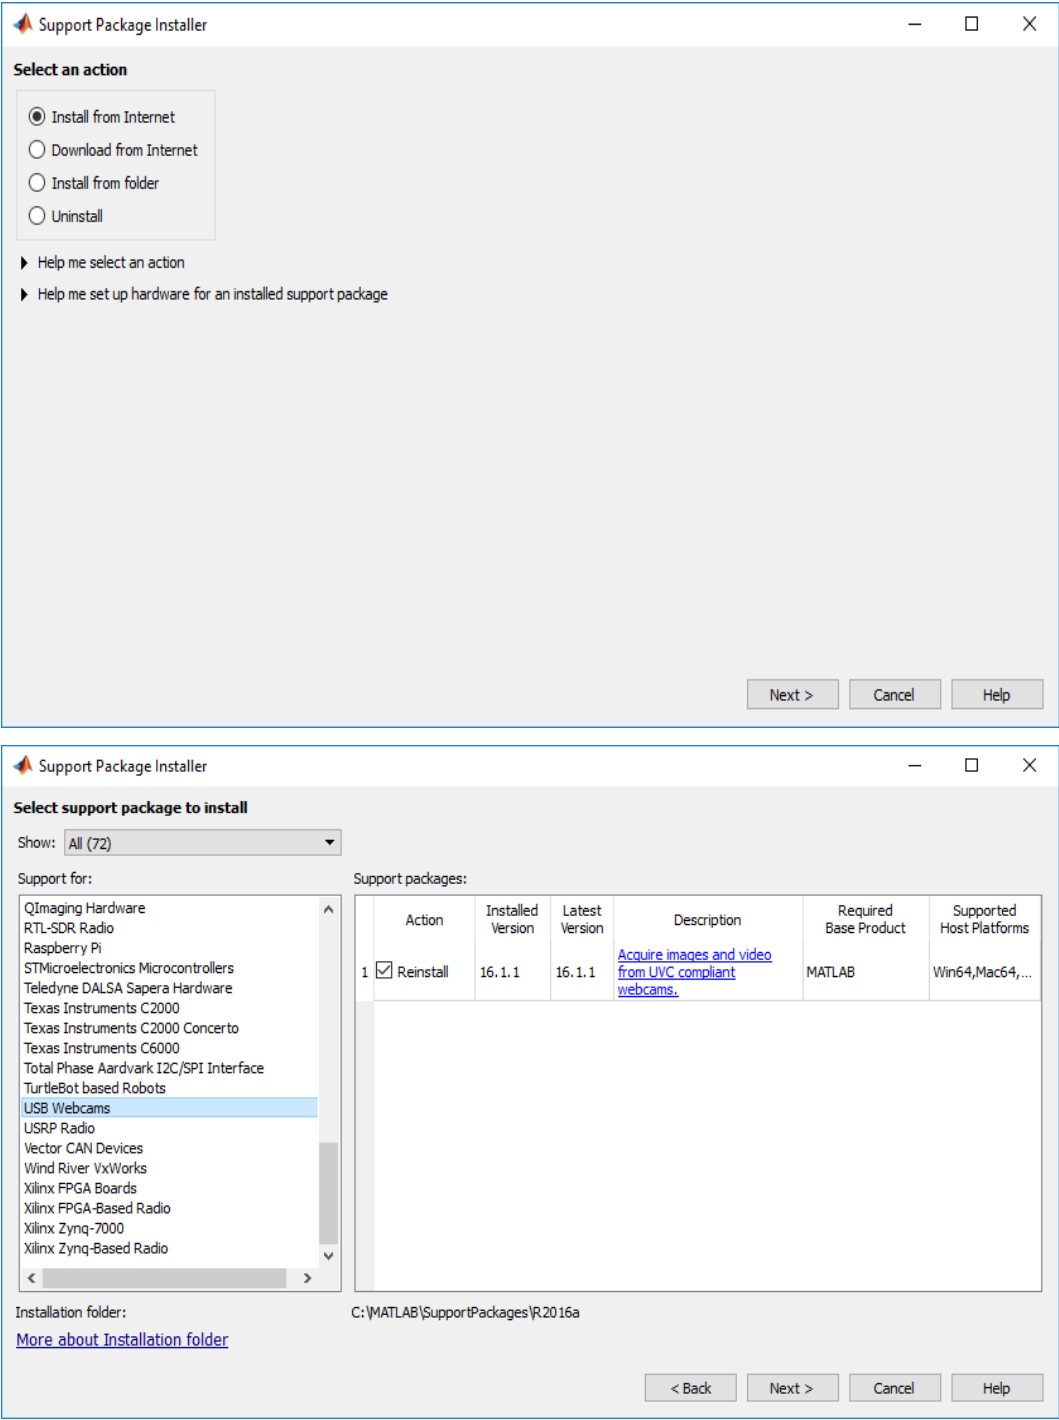 Support Package Installer
Select an action
Install from Internet
Download from Internet
Install from folder
Uninstall
Help me select an action
Help me set up hardware for an installed support package
Next >
Cancel
Help
Support Package Installer
Select support package to install
Show: All (72)
Support for:
QImaging Hardware
RTL-SDR Radio
Raspberry Pi
STMicroelectronics Microcontrollers
Teledyne DALSA Sapera Hardware
Texas Instruments C2000
Texas Instruments C2000 Concerto
Texas Instruments C6000
Total Phase Aardvark I2C/SPI Interface
TurtleBot based Robots
USB Webcams
USRP Radio
Vector CAN Devices
Wind River VxWorks
Xilinx FPGA Boards
Xilinx FPGA-Based Radio
Xilinx Zynq-7000
Xilinx Zynq-Based Radio
Support packages:
Action
Installed
Version
Latest
Version
Description
Required
Base Product
Supported
Host Platforms
1 Reinstall
16.1.1
16.1.1
Acquire images and video
from UVC compliant
webcams.
MATLAB
Win64,Mac64,...
Installation folder:
C:\MATLAB\SupportPackages\R2016a
More about Installation folder
< Back
Next >
Cancel
Help